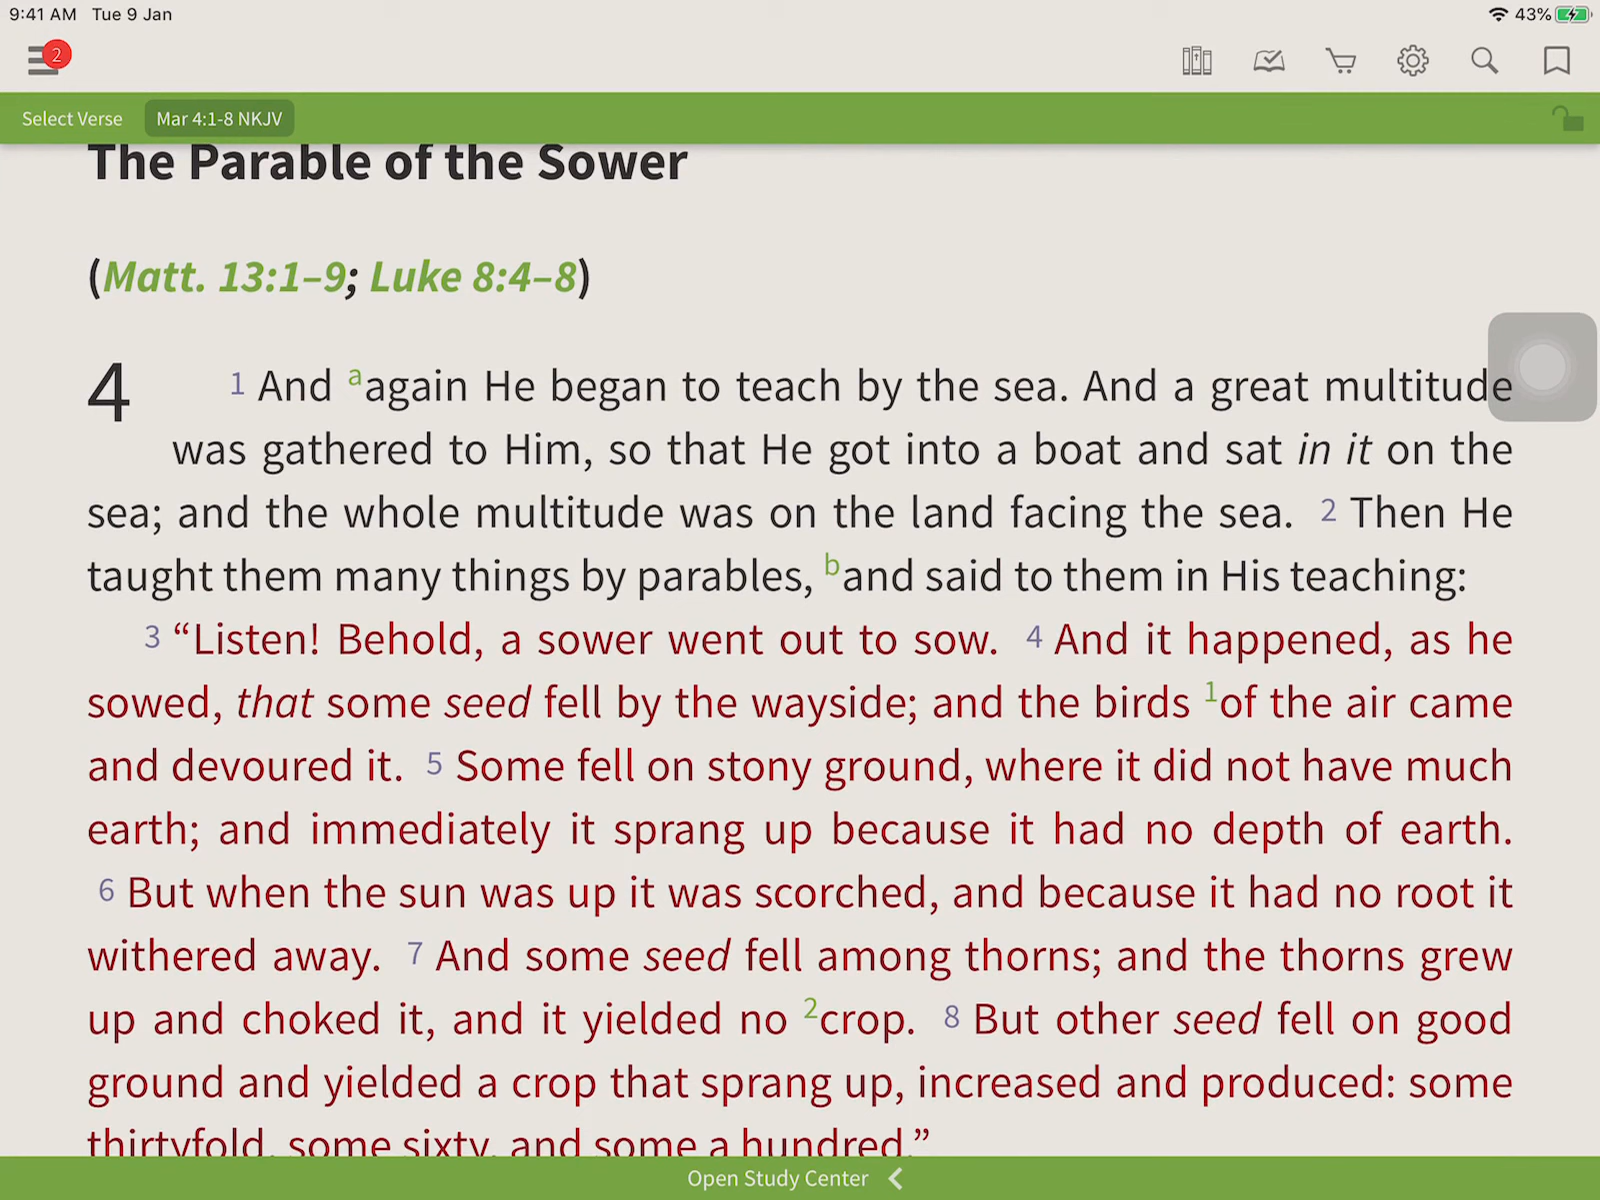 9:41 AM Tue 9 Jan 43%
2
Select Verse Mar 4:1-8 NKJV
The Parable of the Sower
(Matt. 13:1–9; Luke 8:4–8)
4 1 And a again He began to teach by the sea. And a great multitude
was gathered to Him, so that He got into a boat and sat in it on the
sea; and the whole multitude was on the land facing the sea. 2 Then He
taught them many things by parables, b and said to them in His teaching:
3 “Listen! Behold, a sower went out to sow. 4 And it happened, as he
sowed, that some seed fell by the wayside; and the birds 1 of the air came
and devoured it. 5 Some fell on stony ground, where it did not have much
earth; and immediately it sprang up because it had no depth of earth.
6 But when the sun was up it was scorched, and because it had no root it
withered away. 7 And some seed fell among thorns; and the thorns grew
up and choked it, and it yielded no 2 crop. 8 But other seed fell on good
ground and yielded a crop that sprang up, increased and produced: some
thirtyfold, some sixty, and some a hundred.”
Open Study Center